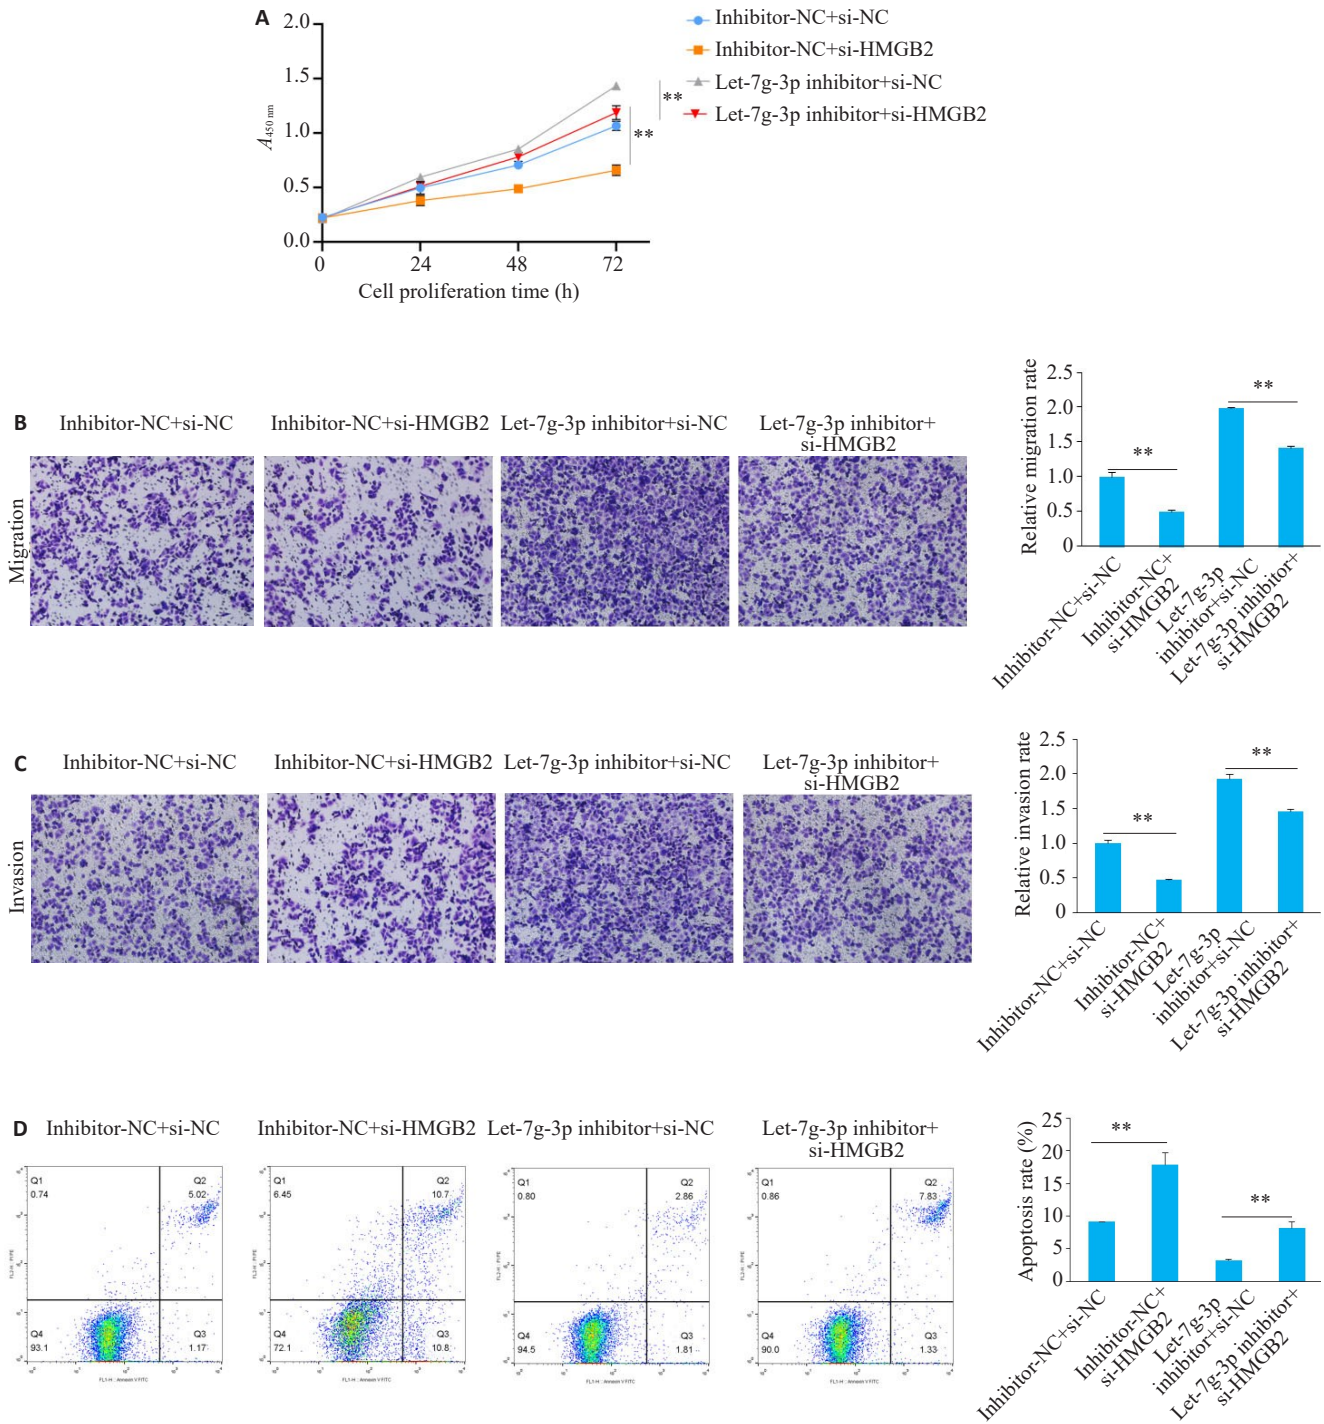 A
2.0
1.5
1.0
0.5
0.0
A450 nm
0
24
48
72
Cell proliferation time (h)
**
**
Inhibitor-NC+si-NC
Inhibitor-NC+si-HMGB2
Let-7g-3p inhibitor+si-NC
Let-7g-3p inhibitor+si-HMGB2
B
Inhibitor-NC+si-NC
Inhibitor-NC+si-HMGB2
Let-7g-3p inhibitor+si-NC
Let-7g-3p inhibitor+
si-HMGB2
Migration
Relative migration rate
2.5
2.0
1.5
1.0
0.5
0
**
**
Inhibitor-NC+si-NC
Inhibitor-NC+
si-HMGB2
Let-7g-3p
inhibitor+si-NC
Let-7g-3p inhibitor+
si-HMGB2
C
Inhibitor-NC+si-NC
Inhibitor-NC+si-HMGB2
Let-7g-3p inhibitor+si-NC
Let-7g-3p inhibitor+
si-HMGB2
Invasion
Relative invasion rate
2.5
2.0
1.5
1.0
0.5
0
**
**
Inhibitor-NC+si-NC
Inhibitor-NC+
si-HMGB2
Let-7g-3p
inhibitor+si-NC
Let-7g-3p inhibitor+
si-HMGB2
D
Inhibitor-NC+si-NC
Inhibitor-NC+si-HMGB2
Let-7g-3p inhibitor+si-NC
Let-7g-3p inhibitor+
si-HMGB2
Q1
0.74
Q2
5.02
Q4
93.1
Q3
1.17
FL1-H :: Annexin V-FITC
Q1
6.45
Q2
10.7
Q4
72.1
Q3
10.8
FL1-H :: Annexin V-FITC
Q1
0.80
Q2
2.86
Q4
94.5
Q3
1.81
FL1-H :: Annexin V-FITC
Q1
0.86
Q2
7.83
Q4
90.0
Q3
1.33
FL1-H :: Annexin V-FITC
Apoptosis rate (%)
25
20
15
10
5
0
**
**
Inhibitor-NC+si-NC
Inhibitor-NC+
si-HMGB2
Let-7g-3p
inhibitor+si-NC
Let-7g-3p inhibitor+
si-HMGB2